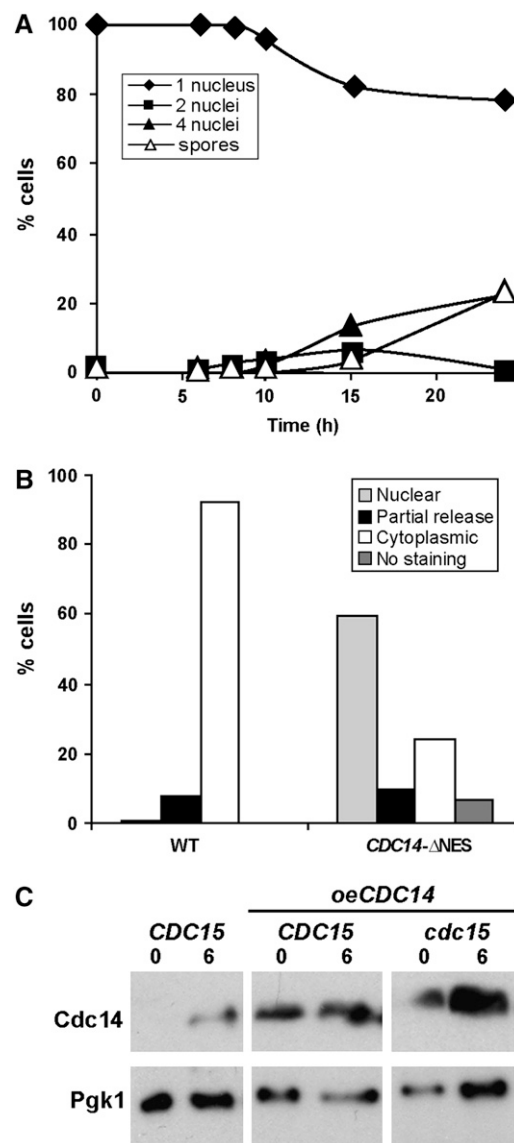 A
100
80
60
40
20
0
% cells
1 nucleus
2 nuclei
4 nuclei
spores
0 5 10 15 20
Time (h)
B
100
80
60
40
20
0
% cells
Nuclear
Partial release
Cytoplasmic
No staining
WT CDC14-ΔNES
C
oeCDC14
CDC15 CDC15 cdc15
0 6 0 6 0 6
Cdc14
Pgk1